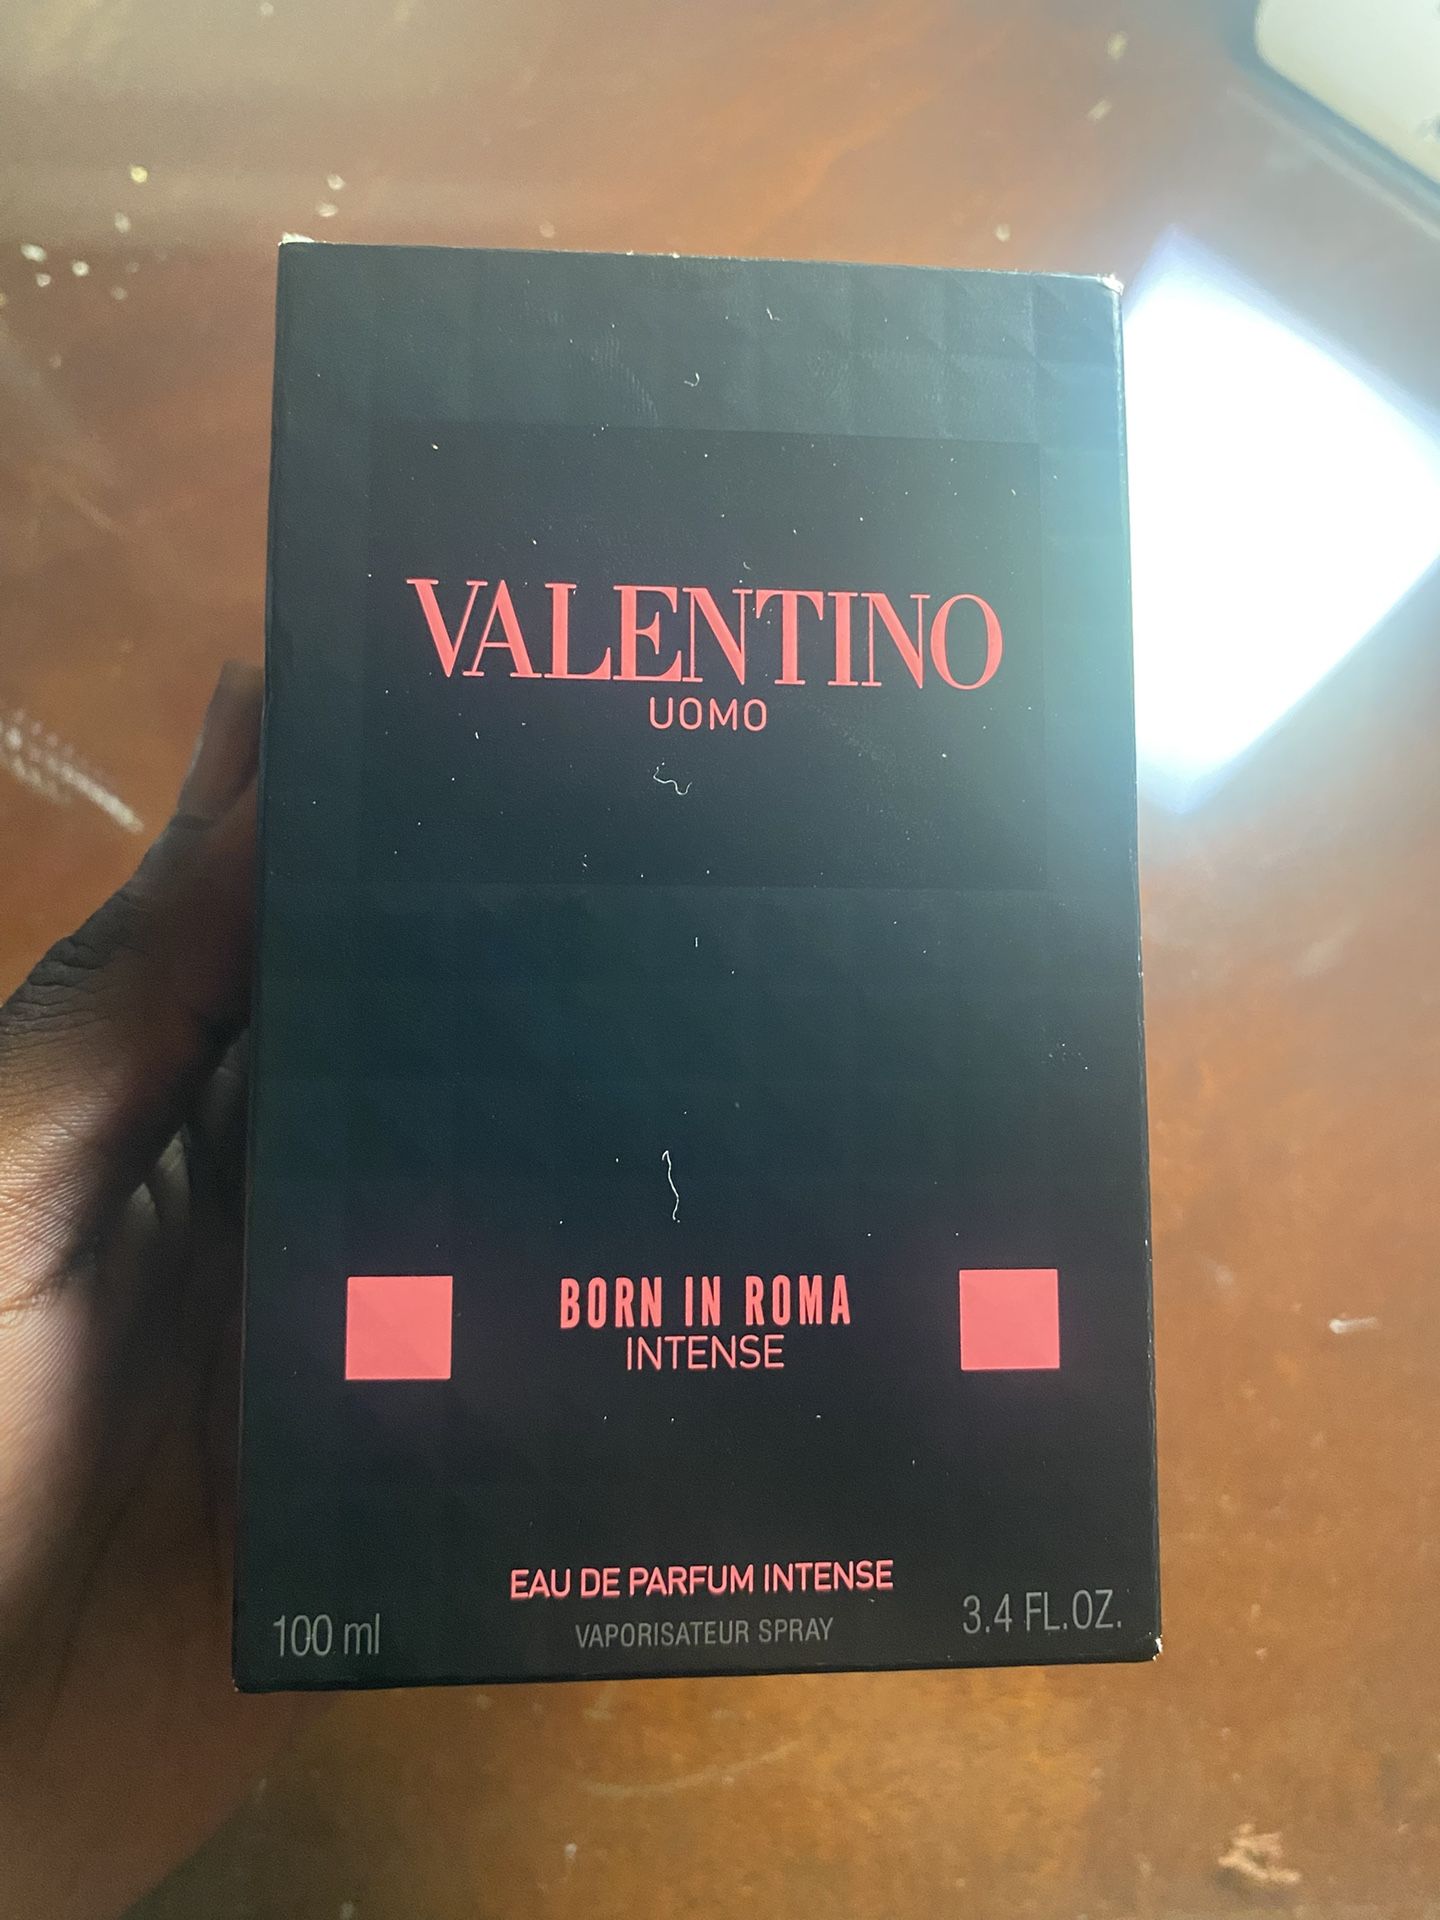 VALENTINO
UOMO
BORN IN ROMA
INTENSE
EAU DE PARFUM INTENSE
100 ml VAPORISATEUR SPRAY 3.4 FL.OZ.